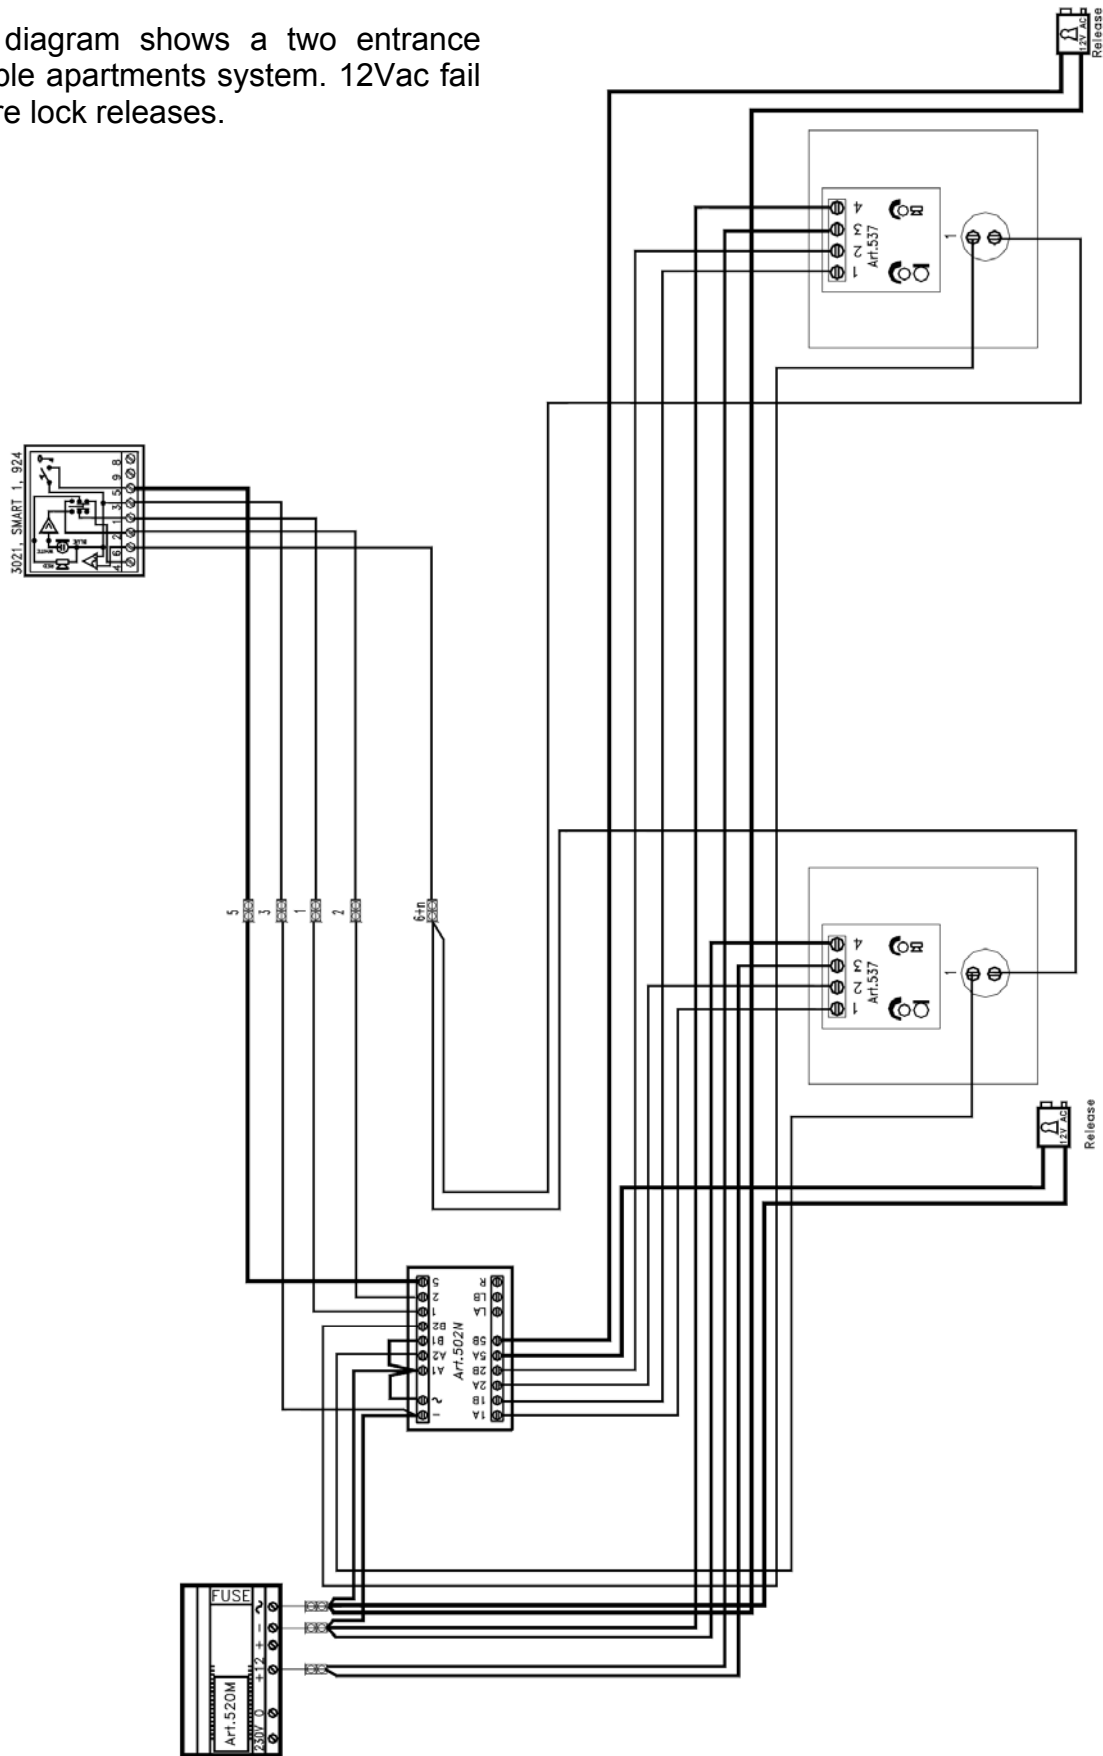 diagram shows a two entrance
ple apartments system. 12Vac fail
re lock releases.
12V AC
Release
4
3
2
1
Art.537
1
3021, SMART 1, 924
8
9
5
3
1
2
6
4
WHITE
BLUE
RED
5
3
1
2
6÷n
4
3
2
1
Art.537
1
12V AC
Release
5
2
1
B2
B1
A2
A1
~
-
Art.502N
R
LB
LA
5B
5A
2B
2A
1B
1A
FUSE
~
-
+
+12
0
230V
Art.520M